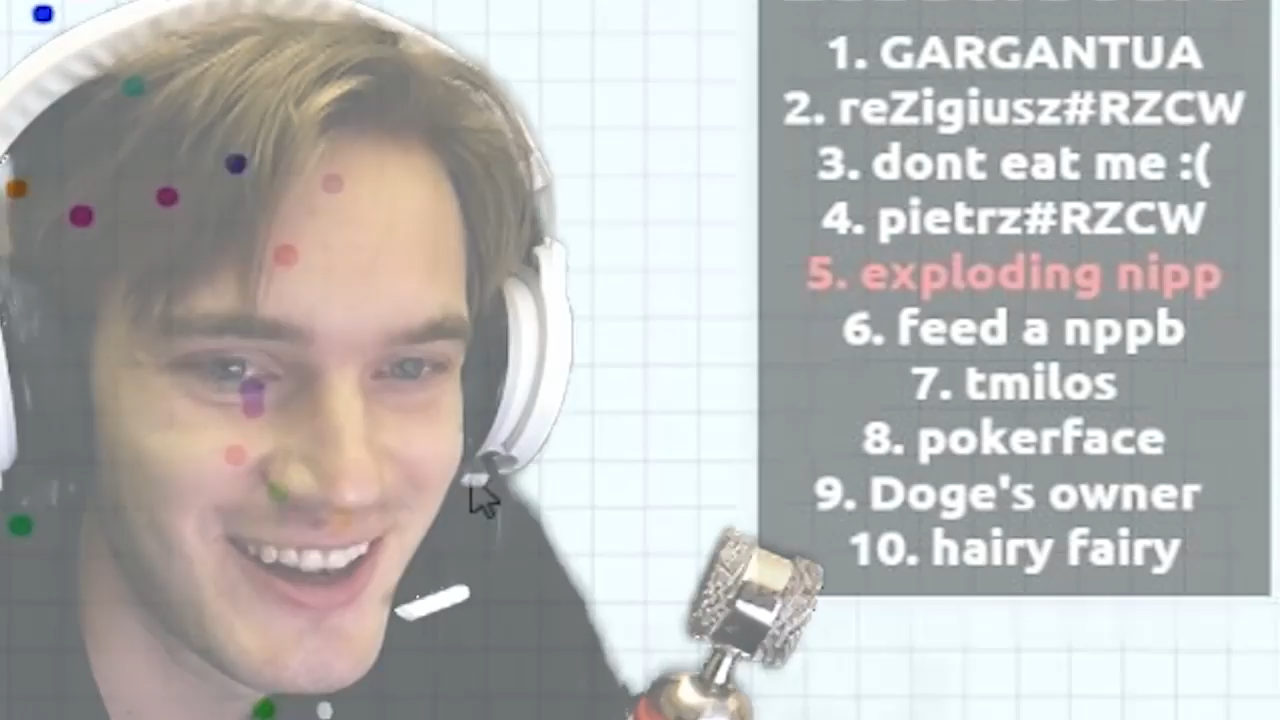 1. GARGANTUA
2. reZigiusz#RZCW
3. dont eat me :(
4. pietrz#RZCW
5. exploding nipp
6. feed a nppb
7. tmilos
8. pokerface
9. Doge's owner
10. hairy fairy